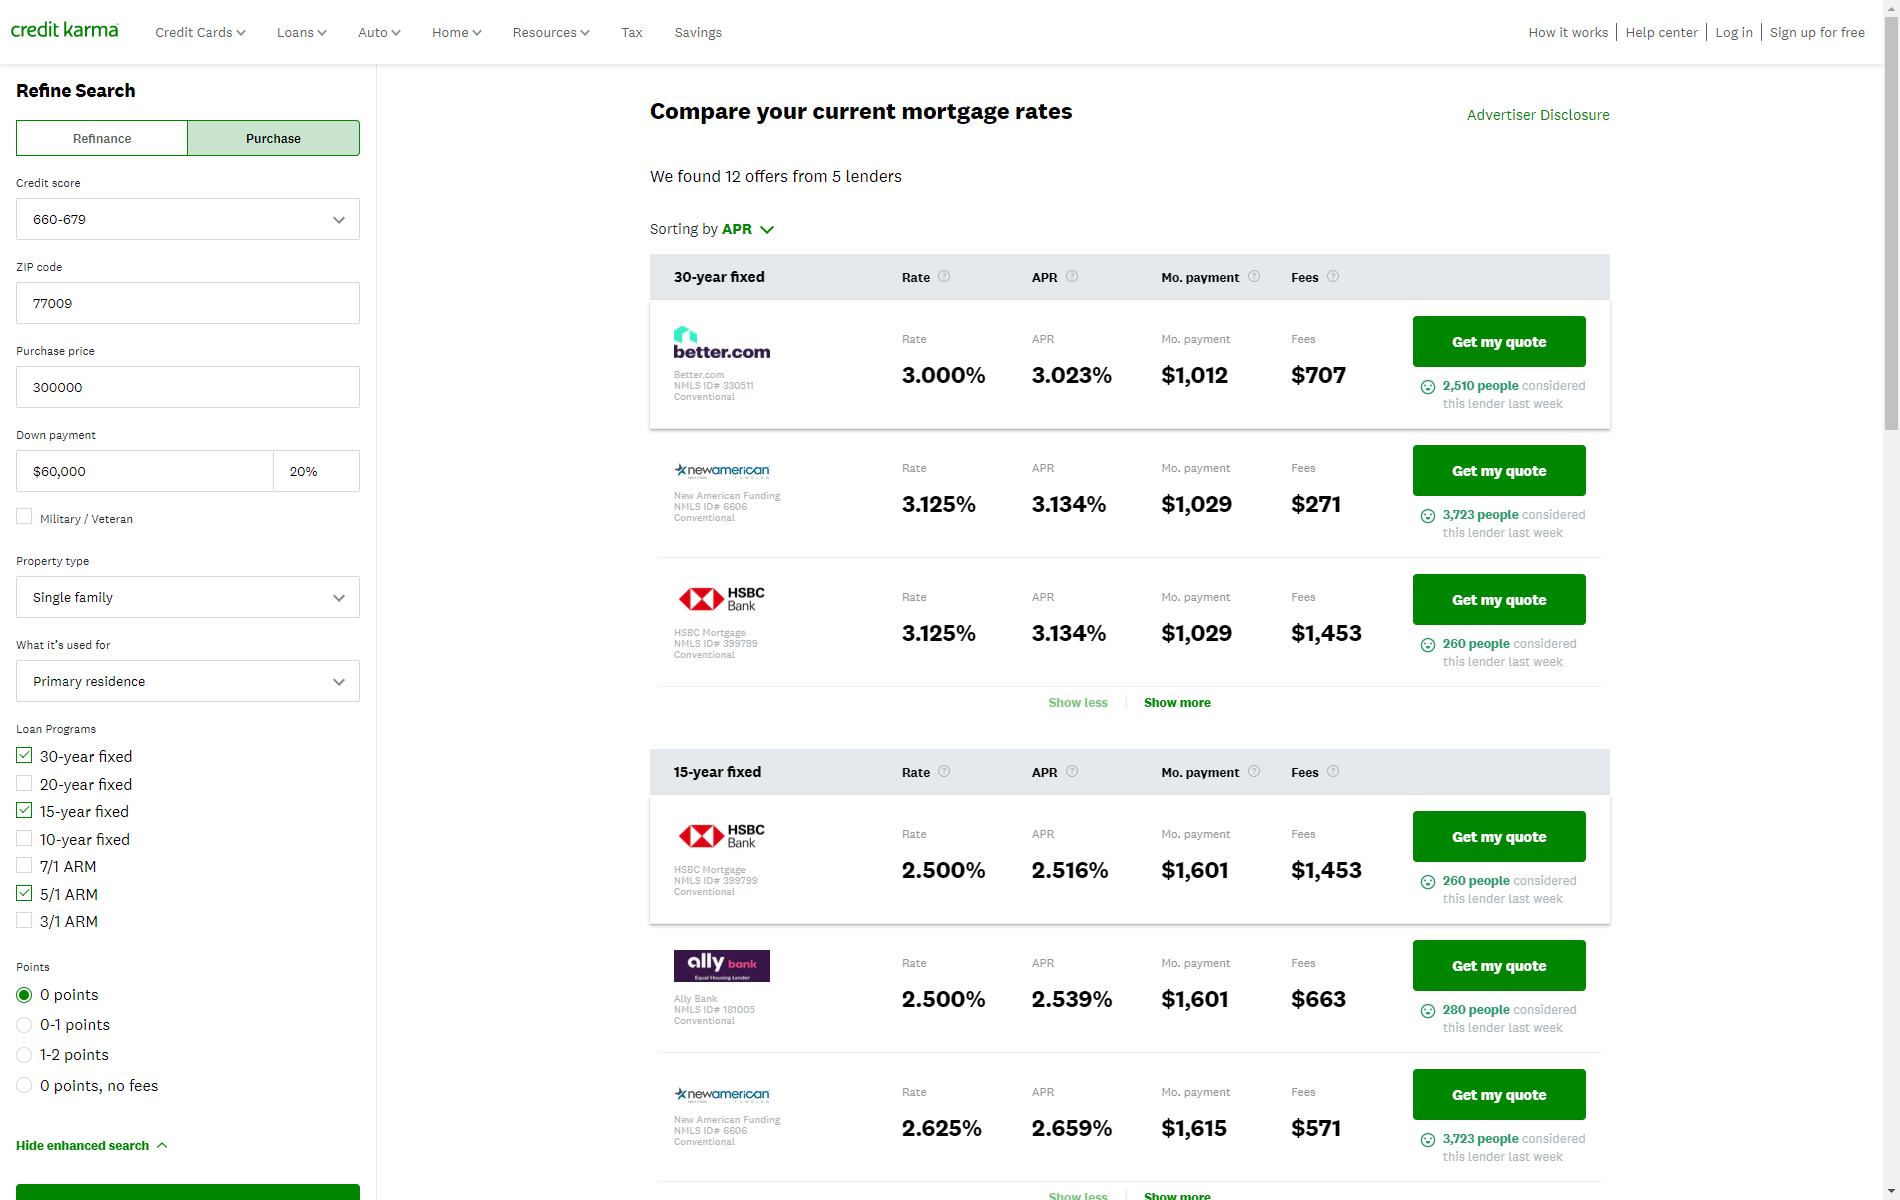 credit karma
Credit Cards
Loans
Auto
Home
Resources
Tax
Savings
How it works
Help center
Log in
Sign up for free
Refine Search
Refinance
Purchase
Credit score
660-679
ZIP code
77009
Purchase price
300000
Down payment
$60,000
20%
Military / Veteran
Property type
Single family
What it's used for
Primary residence
Loan Programs
30-year fixed
20-year fixed
15-year fixed
10-year fixed
7/1 ARM
5/1 ARM
3/1 ARM
Points
0 points
0-1 points
1-2 points
0 points, no fees
Hide enhanced search
Compare your current mortgage rates
Advertiser Disclosure
We found 12 offers from 5 lenders
Sorting by APR
30-year fixed Rate APR Mo. payment Fees
better.com
Better.com
NMLS ID# 330511
Conventional
Rate APR Mo. payment Fees
3.000% 3.023% $1,012 $707
Get my quote
2,510 people considered
this lender last week
newamerican
FUNDING
New American Funding
NMLS ID# 6606
Conventional
Rate APR Mo. payment Fees
3.125% 3.134% $1,029 $271
Get my quote
3,723 people considered
this lender last week
HSBC
Bank
HSBC Mortgage
NMLS ID# 399799
Conventional
Rate APR Mo. payment Fees
3.125% 3.134% $1,029 $1,453
Get my quote
260 people considered
this lender last week
Show less
Show more
15-year fixed Rate APR Mo. payment Fees
HSBC
Bank
HSBC Mortgage
NMLS ID# 399799
Conventional
Rate APR Mo. payment Fees
2.500% 2.516% $1,601 $1,453
Get my quote
260 people considered
this lender last week
ally bank
Equal Housing Lender
Ally Bank
NMLS ID# 181005
Conventional
Rate APR Mo. payment Fees
2.500% 2.539% $1,601 $663
Get my quote
280 people considered
this lender last week
newamerican
FUNDING
New American Funding
NMLS ID# 6606
Conventional
Rate APR Mo. payment Fees
2.625% 2.659% $1,615 $571
Get my quote
3,723 people considered
this lender last week
Show less
Show more